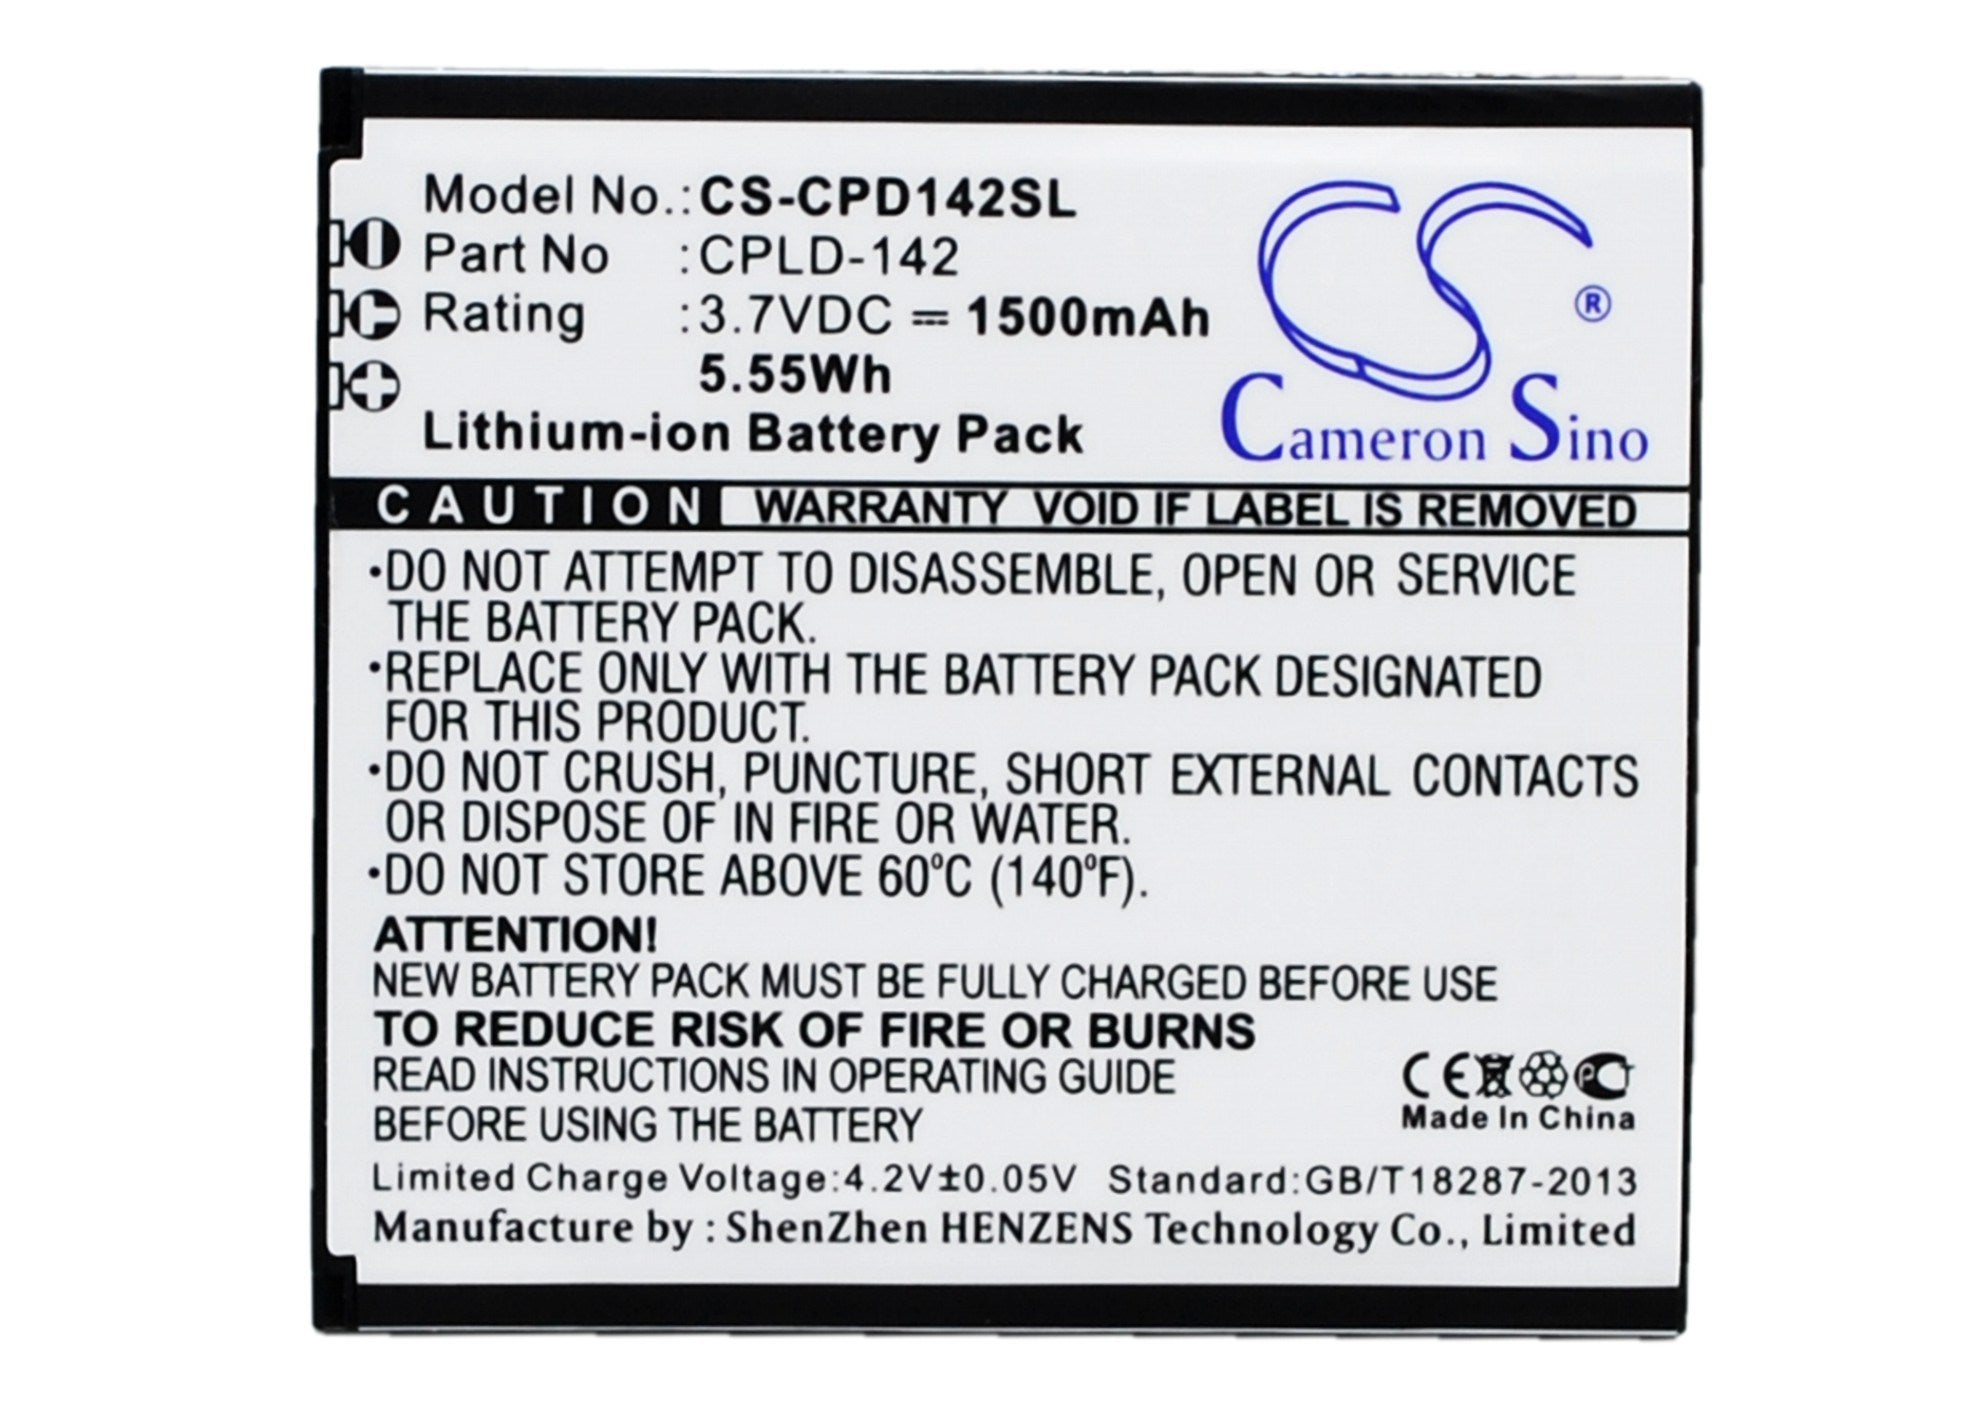 Model No.: CS-CPD142SL
Part No : CPLD-142
Rating : 3.7VDC ⎓ 1500mAh
5.55Wh
Lithium-ion Battery Pack
CS ®
Cameron Sino
CAUTION WARRANTY VOID IF LABEL IS REMOVED
•DO NOT ATTEMPT TO DISASSEMBLE, OPEN OR SERVICE
THE BATTERY PACK.
•REPLACE ONLY WITH THE BATTERY PACK DESIGNATED
FOR THIS PRODUCT.
•DO NOT CRUSH, PUNCTURE, SHORT EXTERNAL CONTACTS
OR DISPOSE OF IN FIRE OR WATER.
•DO NOT STORE ABOVE 60°C (140°F).
ATTENTION!
NEW BATTERY PACK MUST BE FULLY CHARGED BEFORE USE
TO REDUCE RISK OF FIRE OR BURNS
READ INSTRUCTIONS IN OPERATING GUIDE
BEFORE USING THE BATTERY
CE PCT
Made In China
Limited Charge Voltage:4.2V±0.05V Standard:GB/T18287-2013
Manufacture by : ShenZhen HENZENS Technology Co., Limited